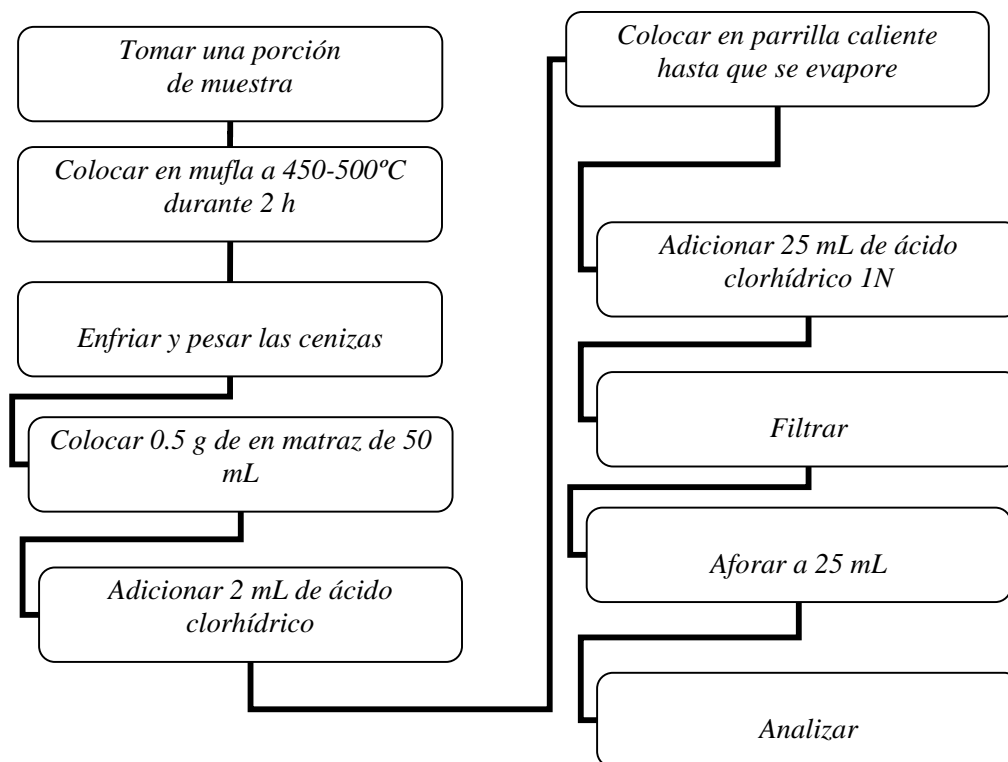 Tomar una porción
de muestra
Colocar en mufla a 450-500ºC
durante 2 h
Enfriar y pesar las cenizas
Colocar 0.5 g de en matraz de 50
mL
Adicionar 2 mL de ácido
clorhídrico
Colocar en parrilla caliente
hasta que se evapore
Adicionar 25 mL de ácido
clorhídrico 1N
Filtrar
Aforar a 25 mL
Analizar